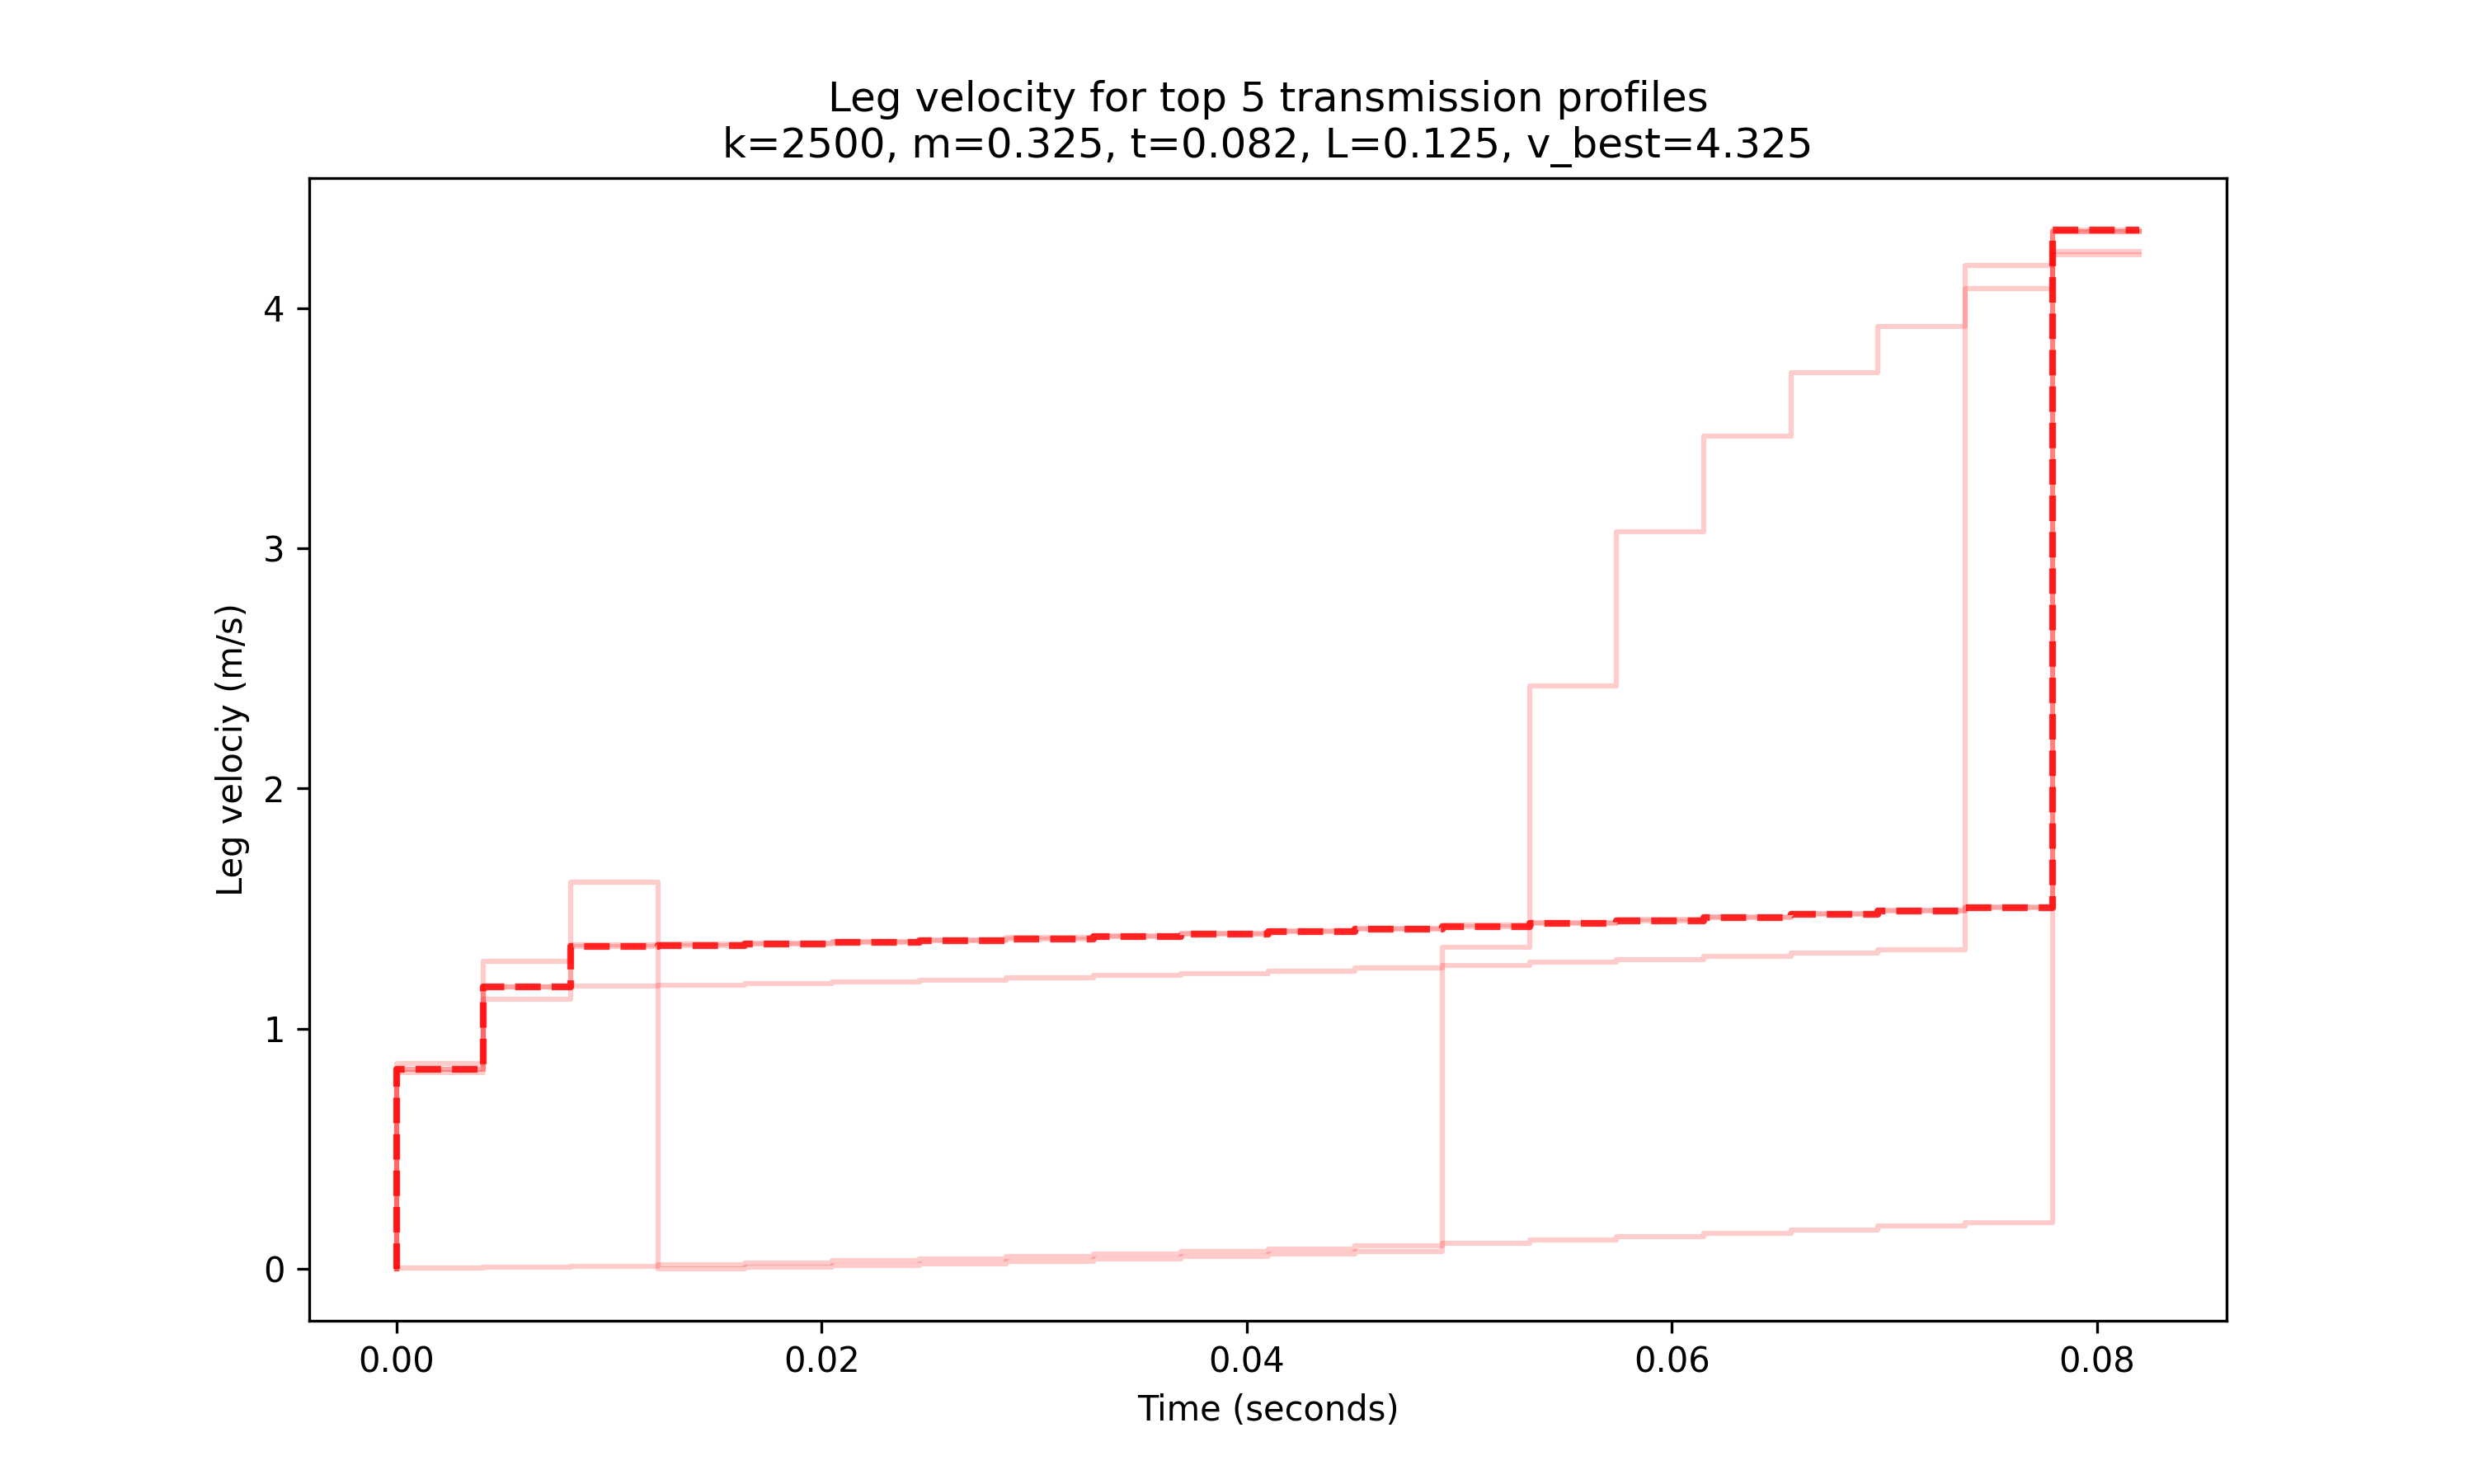 Leg velocity for top 5 transmission profiles
k=2500, m=0.325, t=0.082, L=0.125, v_best=4.325
Leg velociy (m/s)
4
3
2
1
0
0.00 0.02 0.04 0.06 0.08
Time (seconds)